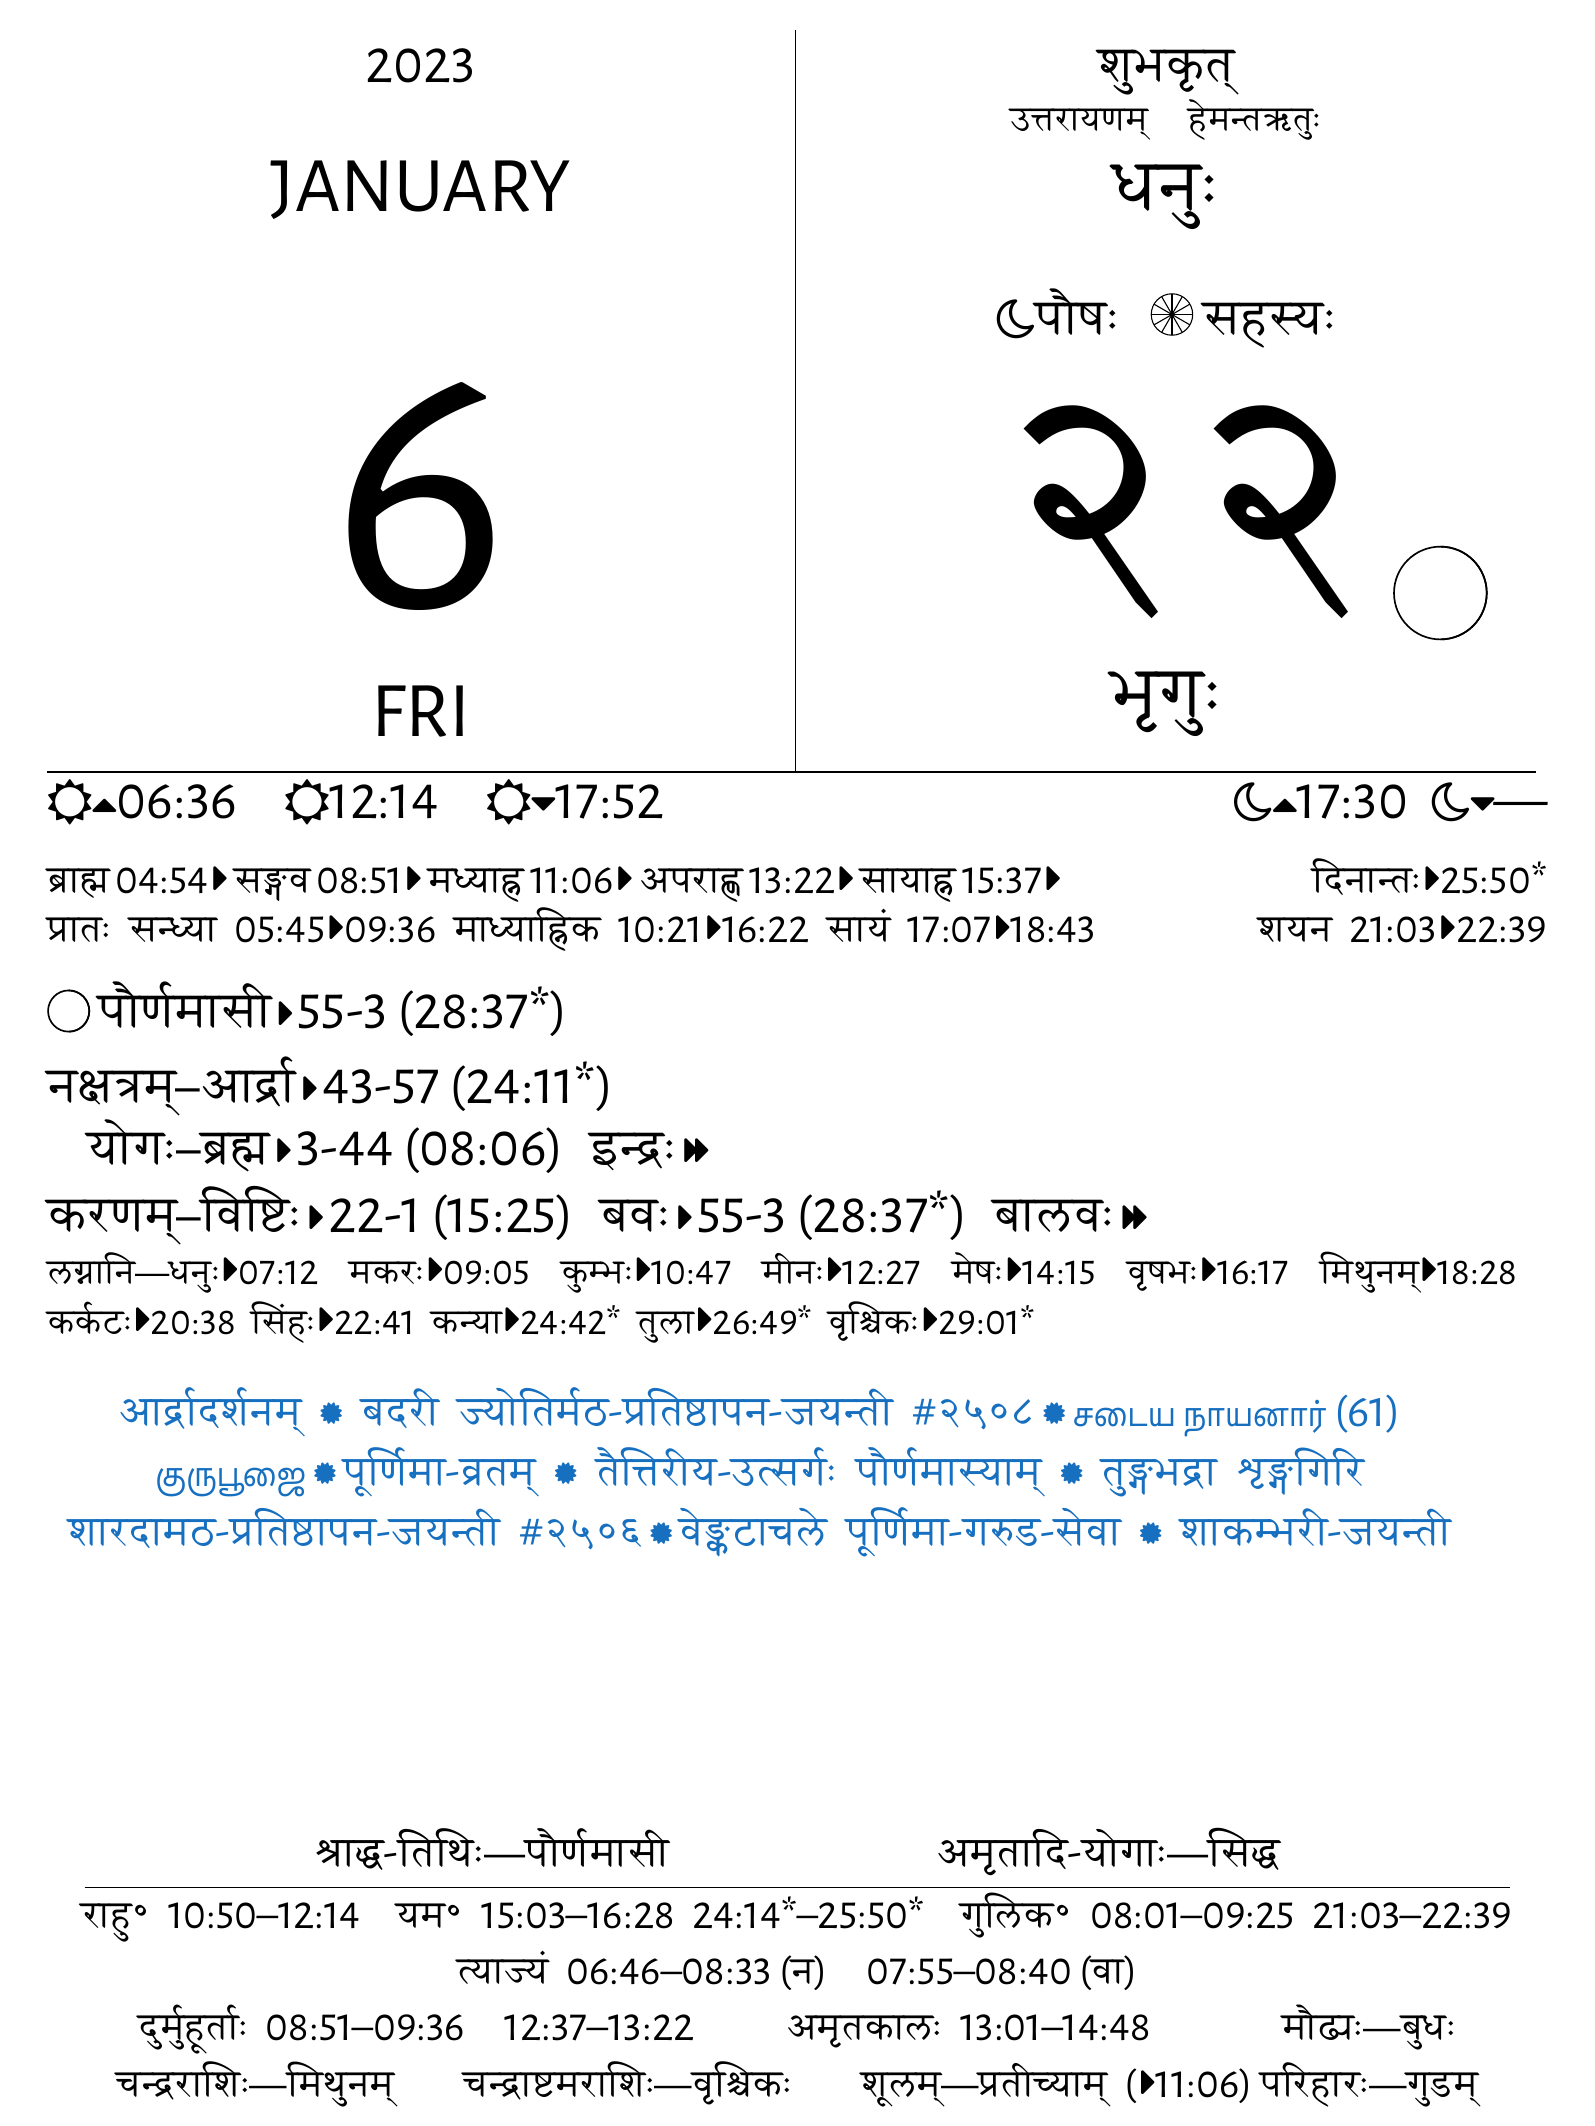 2023
JANUARY
6
FRI
शुभकृत्
उत्तरायणम् हेमन्तऋतुः
धनुः
पौषः सहस्यः
२२
भृगुः
06:36 12:14 17:52 17:30 —
ब्राह्म 04:54 सङ्गव 08:51 मध्याह्न 11:06 अपराह्ण 13:22 सायाह्न 15:37 दिनान्तः 25:50*
प्रातः सन्ध्या 05:45 09:36 माध्याह्निक 10:21 16:22 सायं 17:07 18:43 शयन 21:03 22:39
पौर्णमासी 55-3 (28:37*)
नक्षत्रम्–आर्द्रा 43-57 (24:11*)
योगः–ब्रह्म 3-44 (08:06) इन्द्रः
करणम्–विष्टिः 22-1 (15:25) बवः 55-3 (28:37*) बालवः
लग्नानि—धनुः 07:12 मकरः 09:05 कुम्भः 10:47 मीनः 12:27 मेषः 14:15 वृषभः 16:17 मिथुनम् 18:28
कर्कटः 20:38 सिंहः 22:41 कन्या 24:42* तुला 26:49* वृश्चिकः 29:01*
आर्द्रादर्शनम् बदरी ज्योतिर्मठ-प्रतिष्ठापन-जयन्ती #२५०८ சடைய நாயனார் (61)
குருபூஜை पूर्णिमा-व्रतम् तैत्तिरीय-उत्सर्गः पौर्णमास्याम् तुङ्गभद्रा शृङ्गगिरि
शारदामठ-प्रतिष्ठापन-जयन्ती #२५०६ वेङ्कटाचले पूर्णिमा-गरुड-सेवा शाकम्भरी-जयन्ती
श्राद्ध-तिथिः—पौर्णमासी अमृतादि-योगाः—सिद्ध
राहु॰ 10:50–12:14 यम॰ 15:03–16:28 24:14*–25:50* गुलिक॰ 08:01–09:25 21:03–22:39
त्याज्यं 06:46–08:33 (न) 07:55–08:40 (वा)
दुर्मुहूर्ताः 08:51–09:36 12:37–13:22 अमृतकालः 13:01–14:48 मौढ्यः—बुधः
चन्द्रराशिः—मिथुनम् चन्द्राष्टमराशिः—वृश्चिकः शूलम्—प्रतीच्याम् (11:06) परिहारः—गुडम्